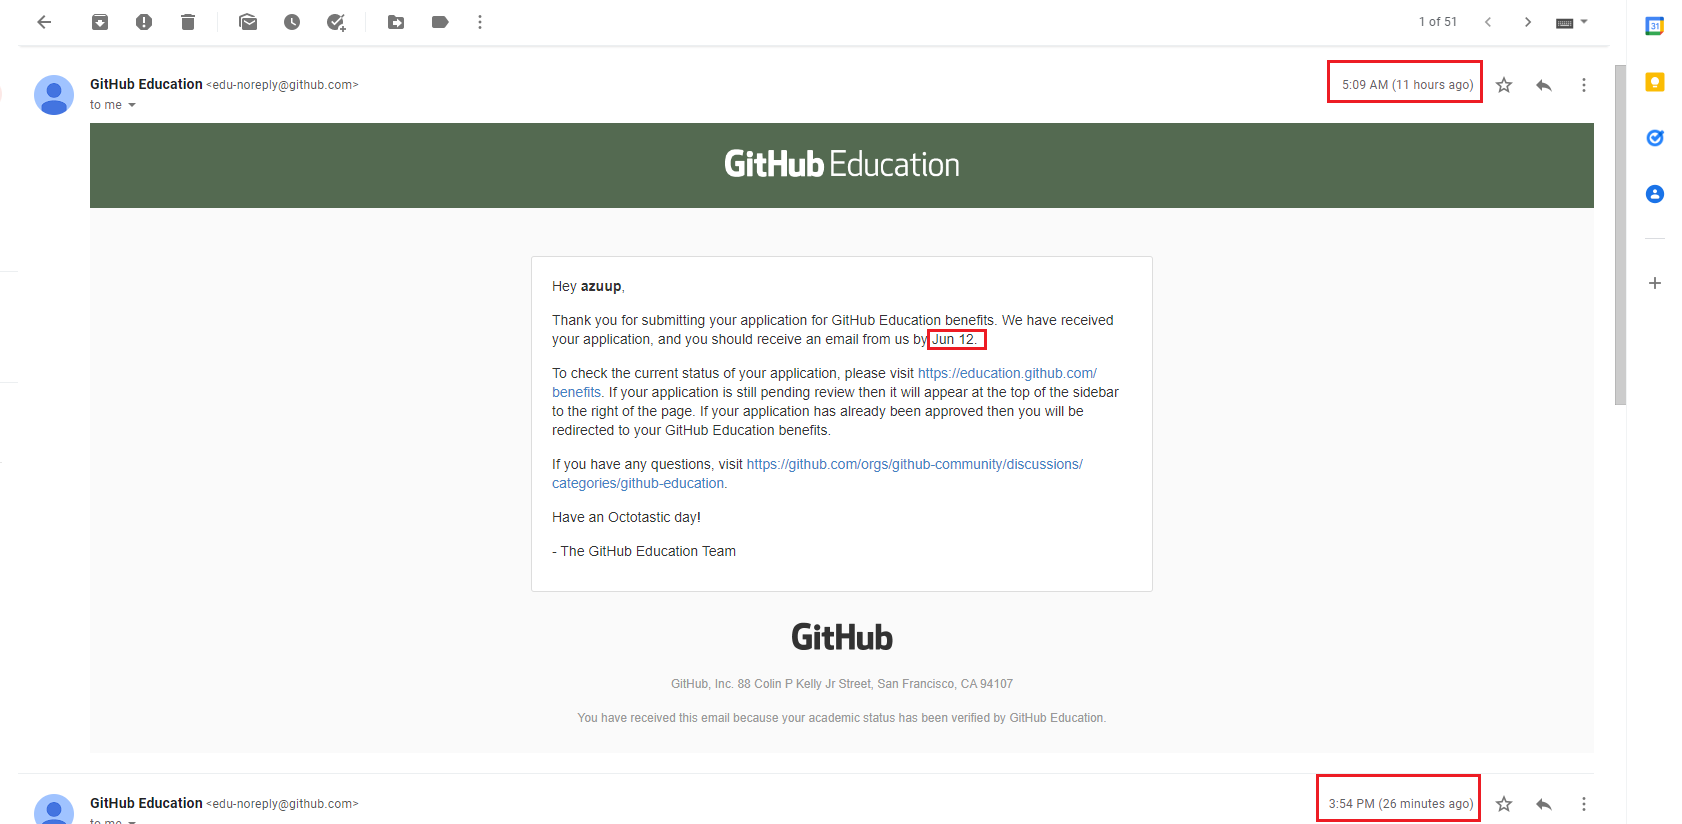 1 of 51
31
GitHub Education <edu-noreply@github.com>
5:09 AM (11 hours ago)
to me
GitHub Education
Hey azuup,
Thank you for submitting your application for GitHub Education benefits. We have received
your application, and you should receive an email from us by Jun 12.
To check the current status of your application, please visit https://education.github.com/
benefits. If your application is still pending review then it will appear at the top of the sidebar
to the right of the page. If your application has already been approved then you will be
redirected to your GitHub Education benefits.
If you have any questions, visit https://github.com/orgs/github-community/discussions/
categories/github-education.
Have an Octotastic day!
- The GitHub Education Team
GitHub
GitHub, Inc. 88 Colin P Kelly Jr Street, San Francisco, CA 94107
You have received this email because your academic status has been verified by GitHub Education.
GitHub Education <edu-noreply@github.com>
3:54 PM (26 minutes ago)
to me